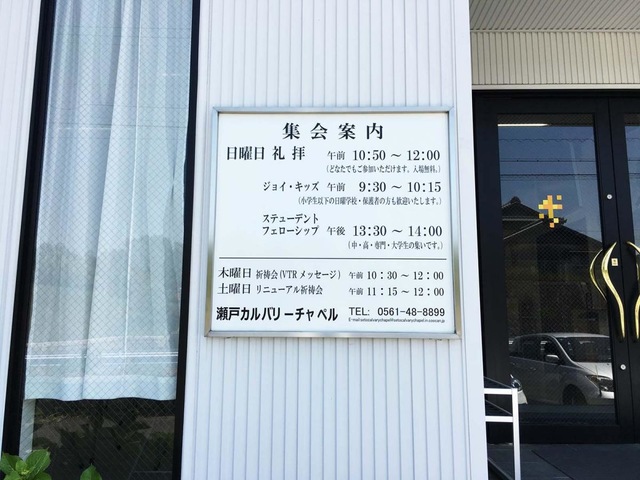 集会案内
日曜日 礼拝 午前 10:50～12:00
(どなたでもご参加いただけます。入場無料。)
ジョイ・キッズ 午前 9:30～10:15
(小学生以下の日曜学校・保護者の方も歓迎いたします。)
ステューデント
フェローシップ 午後 13:30～14:00
(中・高・専門・大学生の集いです。)
木曜日 祈祷会(VTRメッセージ) 午前 10:30～12:00
土曜日 リニューアル祈祷会 午前 11:15～12:00
瀬戸カルバリーチャペル TEL: 0561-48-8899